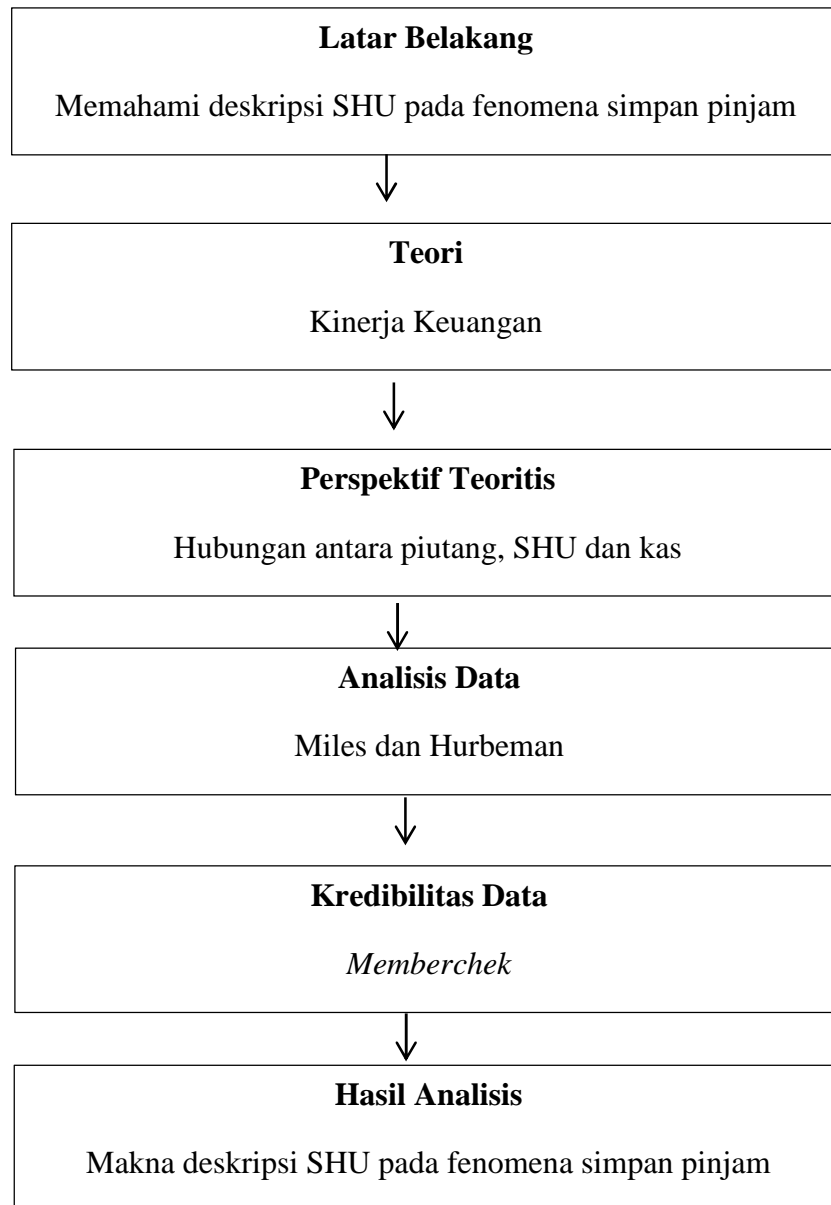 Latar Belakang
Memahami deskripsi SHU pada fenomena simpan pinjam
Teori
Kinerja Keuangan
Perspektif Teoritis
Hubungan antara piutang, SHU dan kas
Analisis Data
Miles dan Hurbeman
Kredibilitas Data
Memberchek
Hasil Analisis
Makna deskripsi SHU pada fenomena simpan pinjam